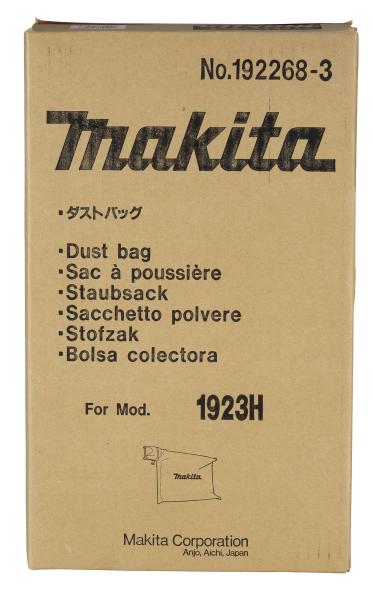 No.192268-3
makita
・ダストバッグ
・Dust bag
・Sac à poussière
・Staubsack
・Sacchetto polvere
・Stofzak
・Bolsa colectora
For Mod. 1923H
makita
Makita Corporation
Anjo, Aichi, Japan